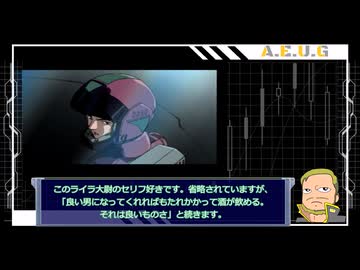 A.E.U.G
このライラ大尉のセリフ好きです。省略されていますが、
「良い男になってくれればもたれかかって酒が飲める。
それは良いものさ」と続きます。